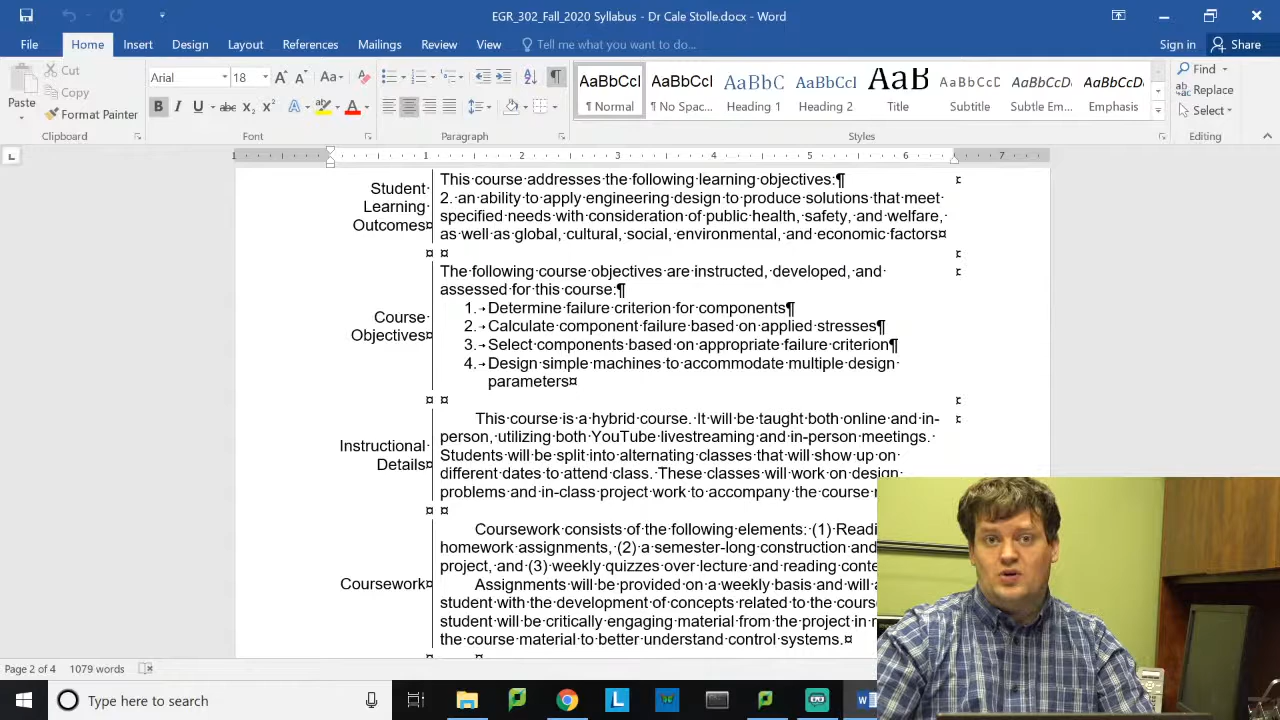 EGR_302_Fall_2020 Syllabus - Dr Cale Stolle.docx - Word
File Home Insert Design Layout References Mailings Review View Tell me what you want to do... Sign in Share
Paste
Cut
Copy
Format Painter
Clipboard
Arial 18
Font
Paragraph
AaBbCcI AaBbCcI AaBbC AaBbCcI AaB AaBbCcD AaBbCcD AaBbCcD
¶ Normal ¶ No Spac... Heading 1 Heading 2 Title Subtitle Subtle Em... Emphasis
Styles
Find
Replace
Select
Editing
1 1 2 3 4 5 6 7
Student
Learning
Outcomes¤
This course addresses the following learning objectives:¶
2. an ability to apply engineering design to produce solutions that meet
specified needs with consideration of public health, safety, and welfare,
as well as global, cultural, social, environmental, and economic factors¤
Course
Objectives¤
The following course objectives are instructed, developed, and
assessed for this course:¶
1. Determine failure criterion for components¶
2. Calculate component failure based on applied stresses¶
3. Select components based on appropriate failure criterion¶
4. Design simple machines to accommodate multiple design
parameters¤
Instructional
Details¤
This course is a hybrid course. It will be taught both online and in-
person, utilizing both YouTube livestreaming and in-person meetings.
Students will be split into alternating classes that will show up on
different dates to attend class. These classes will work on design
problems and in-class project work to accompany the course
Coursework¤
Coursework consists of the following elements: (1) Readi
homework assignments, (2) a semester-long construction and
project, and (3) weekly quizzes over lecture and reading conte
Assignments will be provided on a weekly basis and will a
student with the development of concepts related to the cours
student will be critically engaging material from the project in
the course material to better understand control systems.¤
Page 2 of 4 1079 words
Type here to search